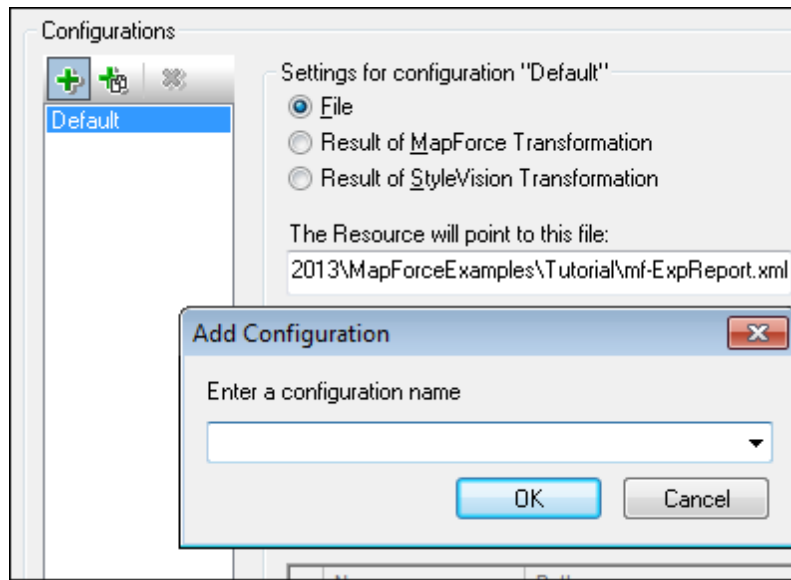 Configurations
Settings for configuration "Default"
Default
File
Result of MapForce Transformation
Result of StyleVision Transformation
The Resource will point to this file:
2013\MapForceExamples\Tutorial\mf-ExpReport.xml
Add Configuration
Enter a configuration name
OK Cancel